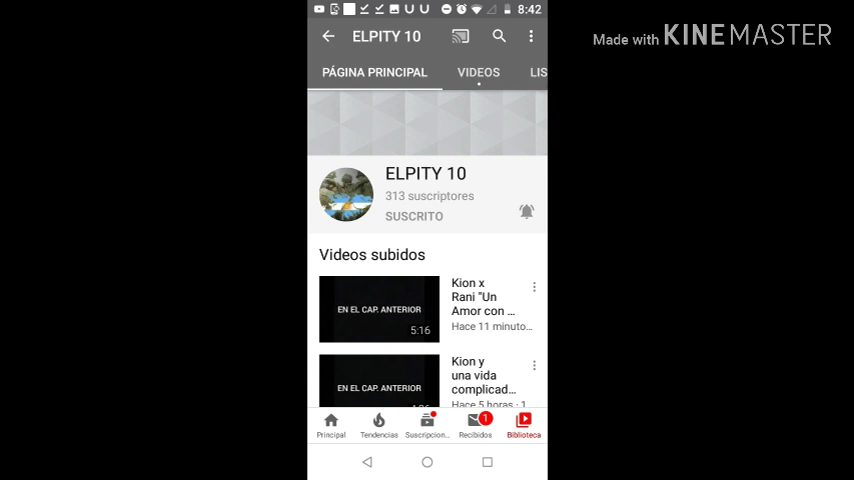 8:42
ELPITY 10
Made with KINEMASTER
PÁGINA PRINCIPAL VIDEOS LIS
ELPITY 10
313 suscriptores
SUSCRITO
Videos subidos
EN EL CAP. ANTERIOR
5:16
Kion x
Rani "Un
Amor con ...
Hace 11 minuto...
EN EL CAP. ANTERIOR
Kion y
una vida
complicad...
Hace 5 horas · 1
Principal Tendencias Suscripcion... Recibidos 1 Biblioteca